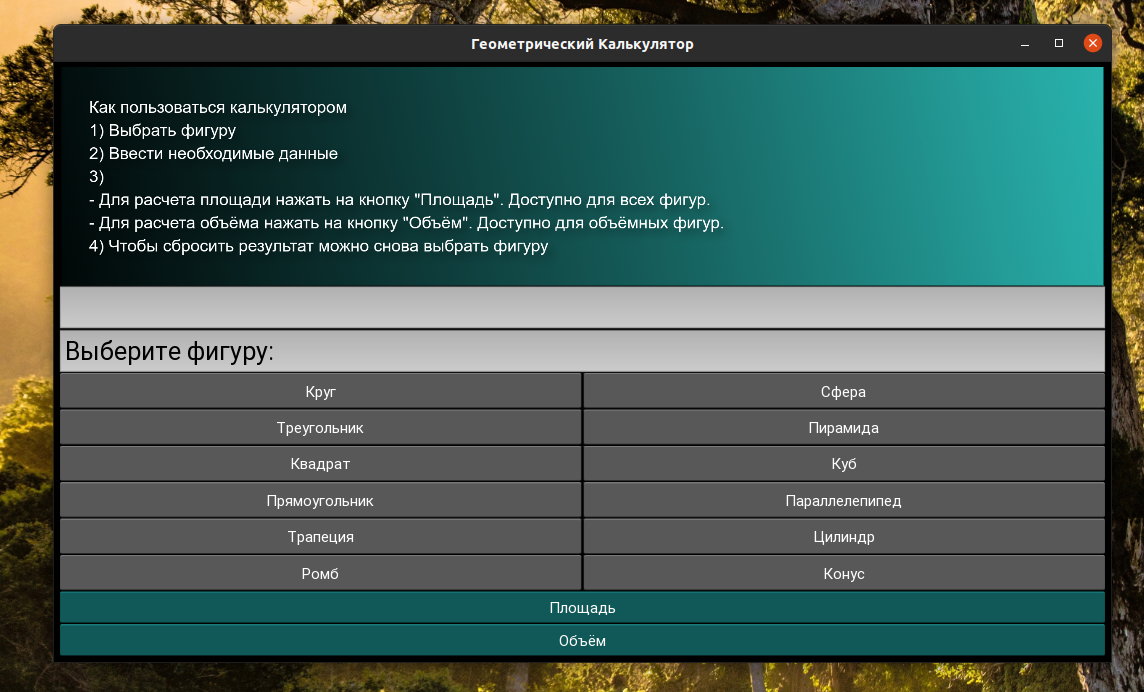 Геометрический Калькулятор
Как пользоваться калькулятором
1) Выбрать фигуру
2) Ввести необходимые данные
3)
- Для расчета площади нажать на кнопку "Площадь". Доступно для всех фигур.
- Для расчета объёма нажать на кнопку "Объём". Доступно для объёмных фигур.
4) Чтобы сбросить результат можно снова выбрать фигуру
Выберите фигуру:
Круг
Сфера
Треугольник
Пирамида
Квадрат
Куб
Прямоугольник
Параллелепипед
Трапеция
Цилиндр
Ромб
Конус
Площадь
Объём